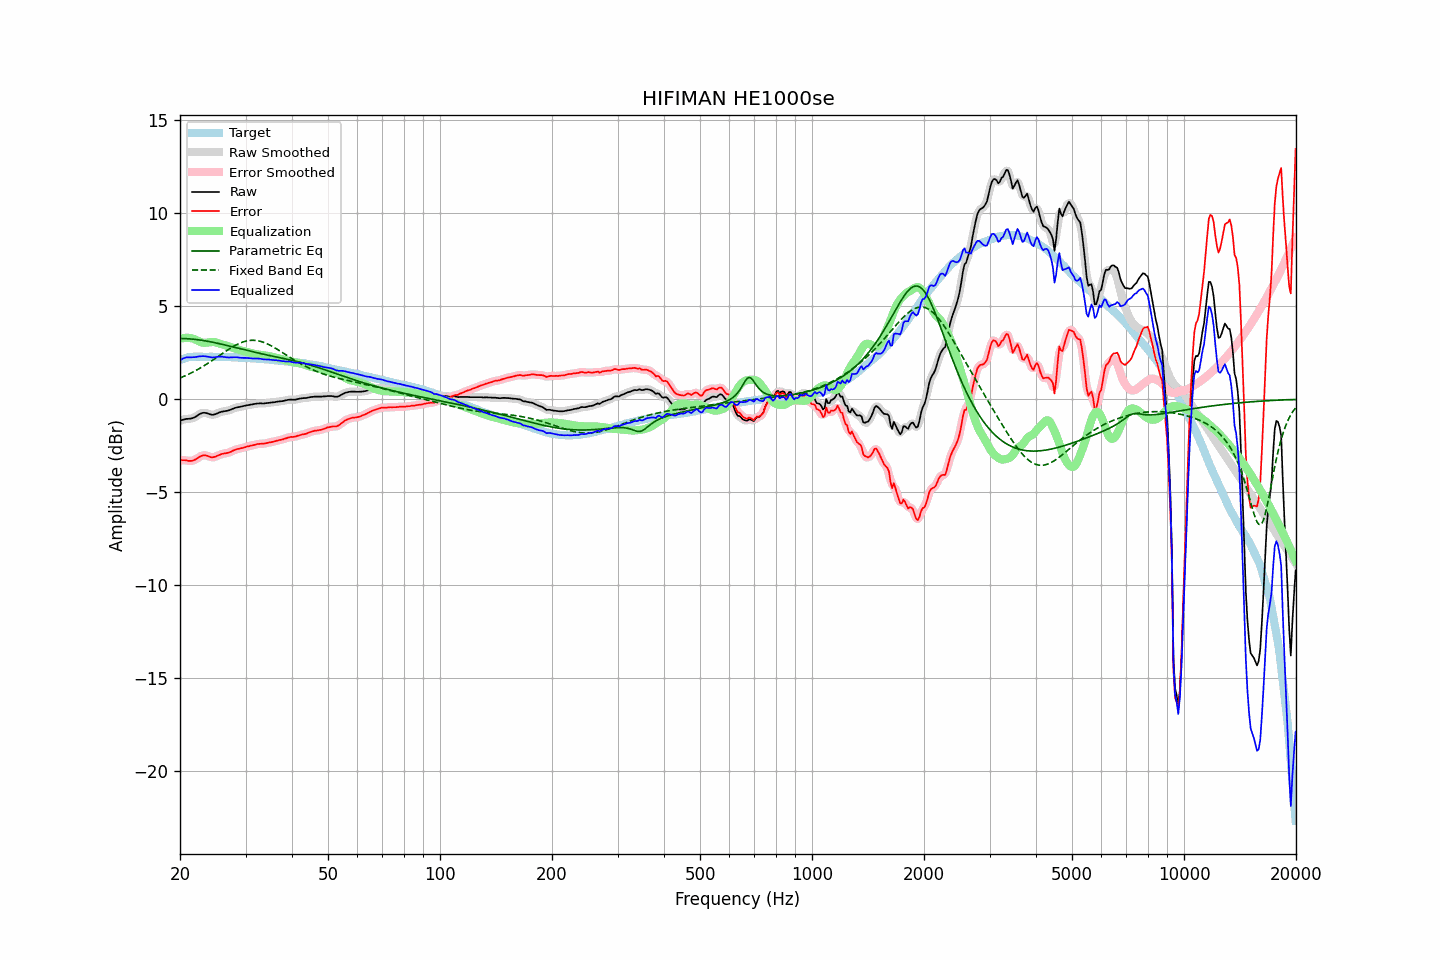 HIFIMAN HE1000se
Target
Raw Smoothed
Error Smoothed
Raw
Error
Equalization
Parametric Eq
Fixed Band Eq
Equalized
15
10
5
0
−5
−10
−15
−20
Amplitude (dBr)
20
50
100
200
500
1000
2000
5000
10000
20000
Frequency (Hz)